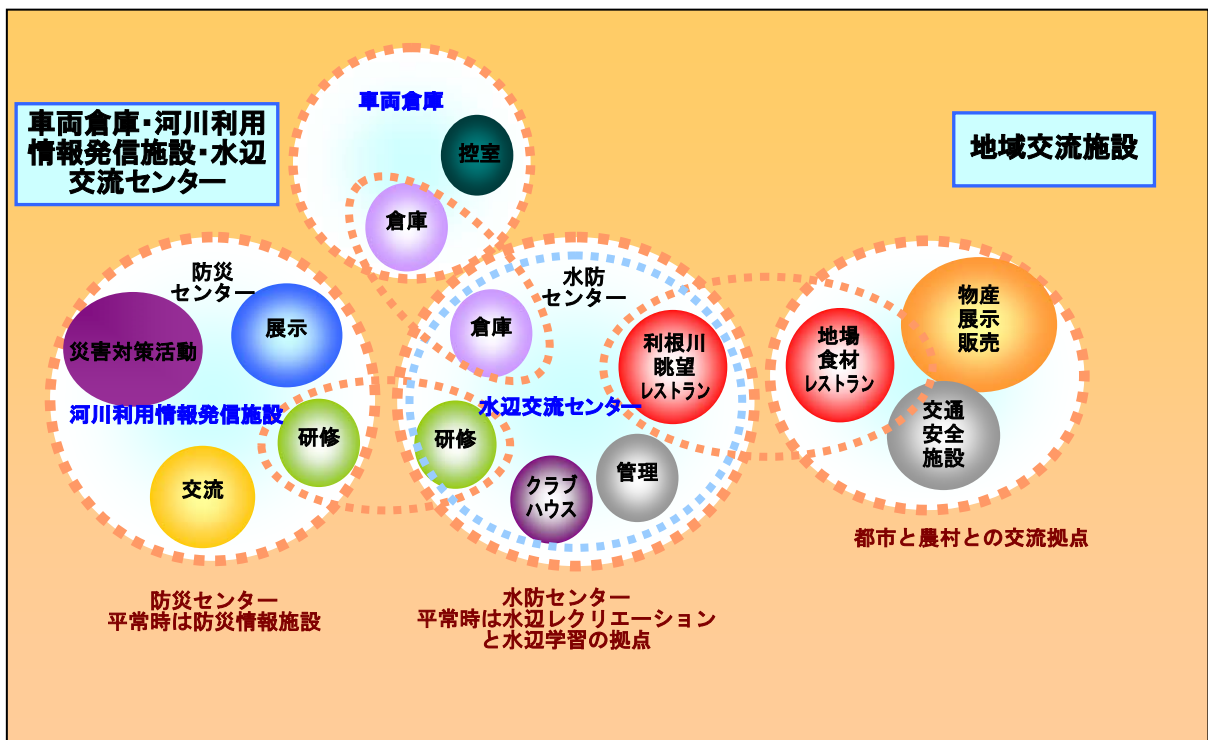 車両倉庫・河川利用
情報発信施設・水辺
交流センター
車両倉庫
控室
倉庫
地域交流施設
防災
センター
災害対策活動
展示
河川利用情報発信施設
研修
交流
水防
センター
倉庫
利根川
眺望
レストラン
水辺交流センター
研修
クラブ
ハウス
管理
地場
食材
レストラン
物産
展示
販売
交通
安全
施設
都市と農村との交流拠点
防災センター
平常時は防災情報施設
水防センター
平常時は水辺レクリエーション
と水辺学習の拠点